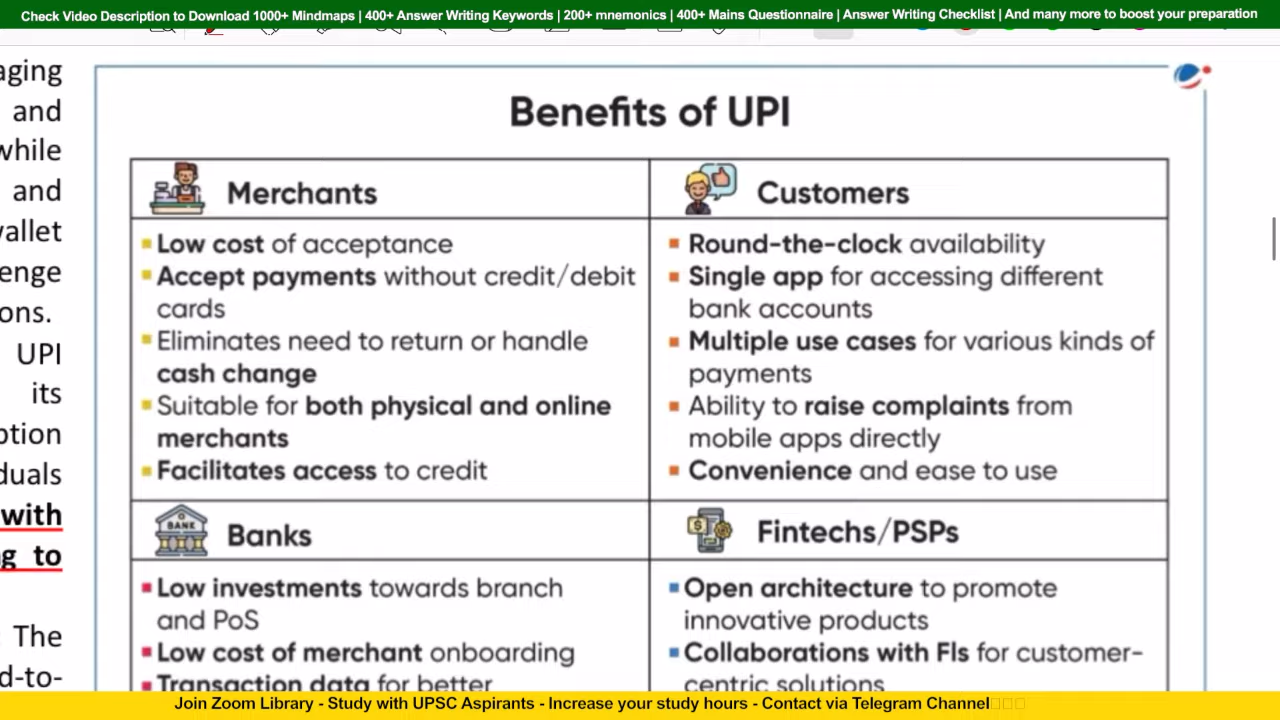 Check Video Description to Download 1000+ Mindmaps | 400+ Answer Writing Keywords | 200+ mnemonics | 400+ Mains Questionnaire | Answer Writing Checklist | And many more to boost your preparation
and
while
and
UPI
its
with
to
The
Benefits of UPI
Merchants
Low cost of acceptance
Accept payments without credit/debit
cards
Eliminates need to return or handle
cash change
Suitable for both physical and online
merchants
Facilitates access to credit
Customers
Round-the-clock availability
Single app for accessing different
bank accounts
Multiple use cases for various kinds of
payments
Ability to raise complaints from
mobile apps directly
Convenience and ease to use
BANK
Banks
Low investments towards branch
and PoS
Low cost of merchant onboarding
Transaction data for better
Fintechs/PSPs
Open architecture to promote
innovative products
Collaborations with FIs for customer-
centric solutions
Join Zoom Library - Study with UPSC Aspirants - Increase your study hours - Contact via Telegram Channel